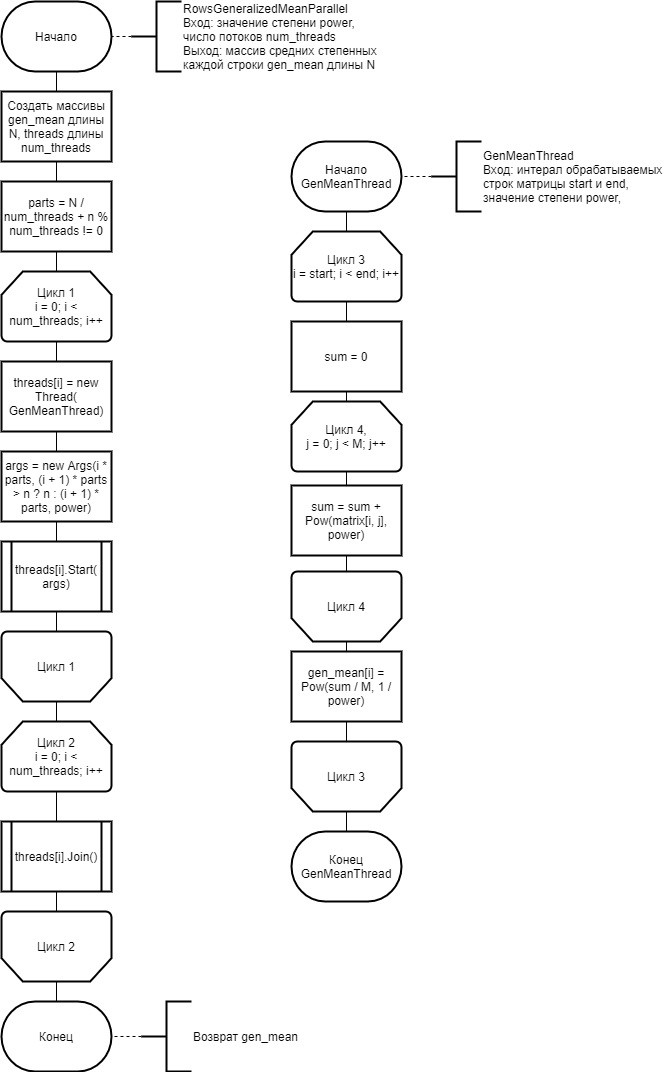 Начало
RowsGeneralizedMeanParallel
Вход: значение степени power,
число потоков num_threads
Выход: массив средних степенных
каждой строки gen_mean длины N
Создать массивы
gen_mean длины
N, threads длины
num_threads
parts = N /
num_threads + n %
num_threads != 0
Цикл 1
i = 0; i <
num_threads; i++
threads[i] = new
Thread(
GenMeanThread)
args = new Args(i *
parts, (i + 1) * parts
> n ? n : (i + 1) *
parts, power)
threads[i].Start(
args)
Цикл 1
Цикл 2
i = 0; i <
num_threads; i++
threads[i].Join()
Цикл 2
Конец
Возврат gen_mean
Начало
GenMeanThread
GenMeanThread
Вход: интерал обрабатываемых
строк матрицы start и end,
значение степени power,
Цикл 3
i = start; i < end; i++
sum = 0
Цикл 4,
j = 0; j < M; j++
sum = sum +
Pow(matrix[i, j],
power)
Цикл 4
gen_mean[i] =
Pow(sum / M, 1 /
power)
Цикл 3
Конец
GenMeanThread